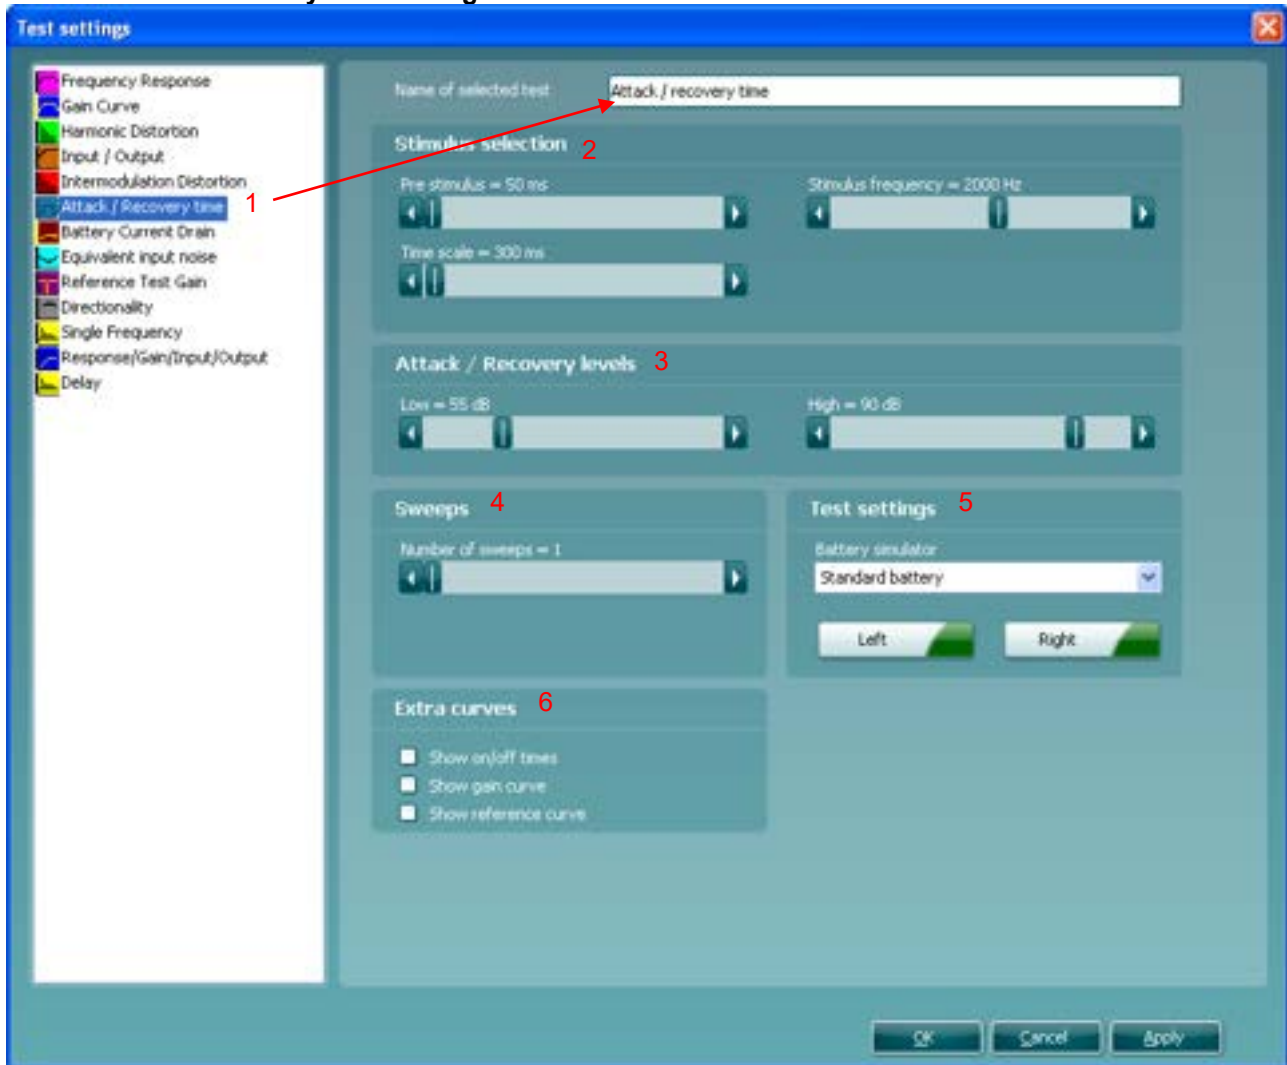 Test settings
Frequency Response
Gain Curve
Harmonic Distortion
Input / Output
Intermodulation Distortion
Attack / Recovery time
Battery Current Drain
Equivalent input noise
Reference Test Gain
Directionality
Single Frequency
Response/Gain/Input/Output
Delay
1
Name of selected test
Attack / recovery time
Stimulus selection 2
Pre stimulus = 50 ms
Stimulus frequency = 2000 Hz
Time scale = 300 ms
Attack / Recovery levels 3
Low = 55 dB
High = 90 dB
Sweeps 4
Number of sweeps = 1
Test settings 5
Battery simulator
Standard battery
Left
Right
Extra curves 6
Show on/off times
Show gain curve
Show reference curve
OK
Cancel
Apply